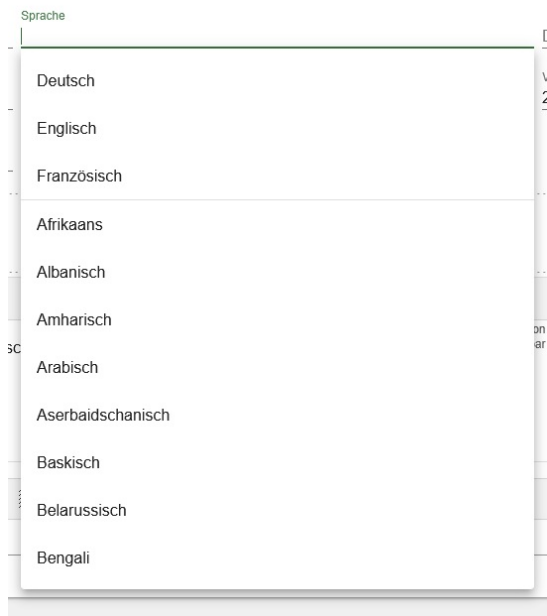 Sprache
Deutsch
Englisch
Französisch
Afrikaans
Albanisch
Amharisch
Arabisch
Aserbaidschanisch
Baskisch
Belarussisch
Bengali